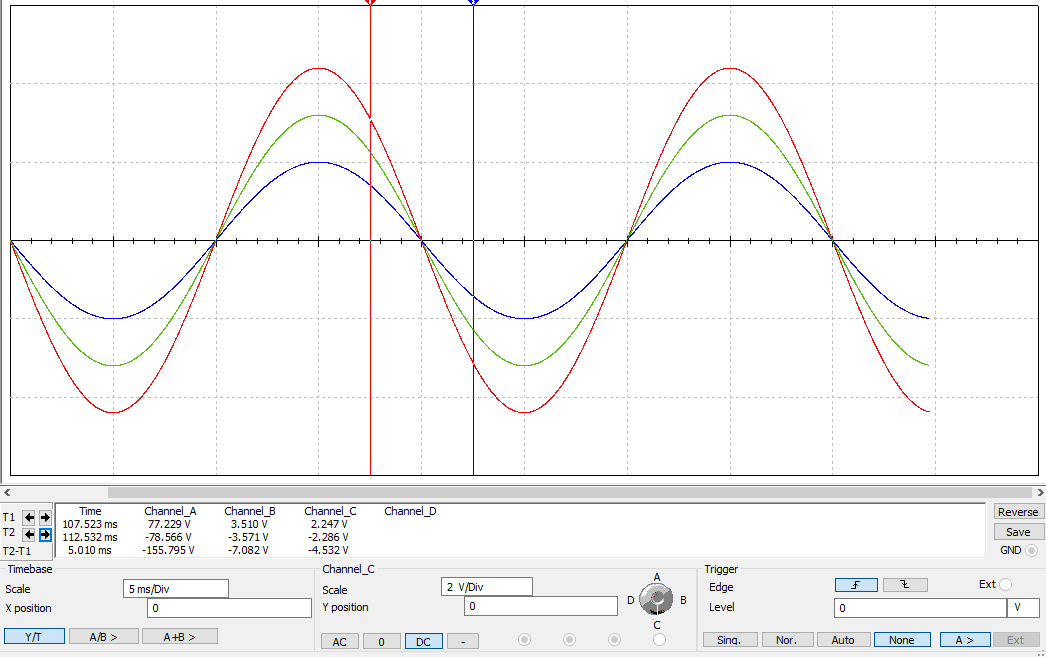 T1
T2
T2-T1
Time Channel_A Channel_B Channel_C Channel_D
107.523 ms 77.229 V 3.510 V 2.247 V
112.532 ms -78.566 V -3.571 V -2.286 V
5.010 ms -155.795 V -7.082 V -4.532 V
Reverse
Save
GND
Timebase
Scale 5 ms/Div
X position 0
Y/T A/B > A+B >
Channel_C
Scale 2 V/Div
Y position 0
AC 0 DC -
A
D B
C
Trigger
Edge Ext
Level 0 V
Sing. Nor. Auto None A > Ext